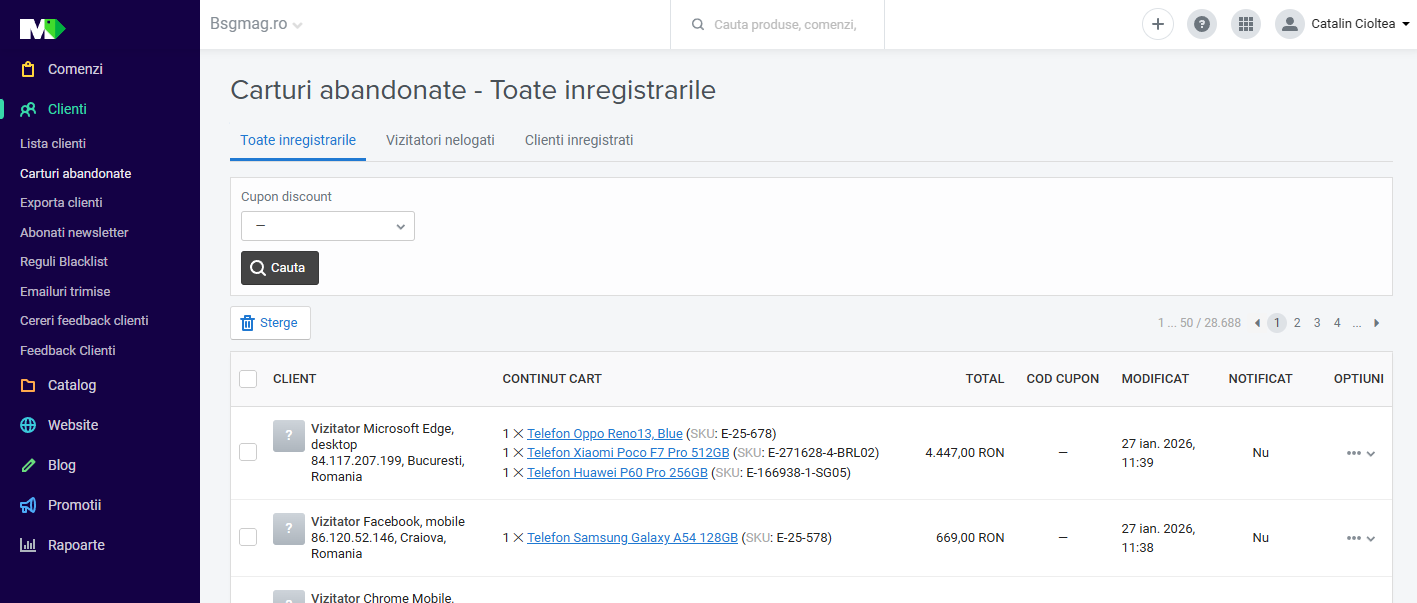 Bsgmag.ro
Cauta produse, comenzi,
Catalin Cioltea
Comenzi
Clienti
Lista clienti
Carturi abandonate
Exporta clienti
Abonati newsletter
Reguli Blacklist
Emailuri trimise
Cereri feedback clienti
Feedback Clienti
Catalog
Website
Blog
Promotii
Rapoarte
Carturi abandonate - Toate inregistrarile
Toate inregistrarile Vizitatori nelogati Clienti inregistrati
Cupon discount
—
Cauta
Sterge
1 ... 50 / 28.688 1 2 3 4 ...
CLIENT CONTINUT CART TOTAL COD CUPON MODIFICAT NOTIFICAT OPTIUNI
? Vizitator Microsoft Edge,
desktop
84.117.207.199, Bucuresti,
Romania
1 × Telefon Oppo Reno13, Blue (SKU: E-25-678)
1 × Telefon Xiaomi Poco F7 Pro 512GB (SKU: E-271628-4-BRL02)
1 × Telefon Huawei P60 Pro 256GB (SKU: E-166938-1-SG05)
4.447,00 RON
—
27 ian. 2026,
11:39
Nu
? Vizitator Facebook, mobile
86.120.52.146, Craiova,
Romania
1 × Telefon Samsung Galaxy A54 128GB (SKU: E-25-578)
669,00 RON
—
27 ian. 2026,
11:38
Nu
? Vizitator Chrome Mobile,